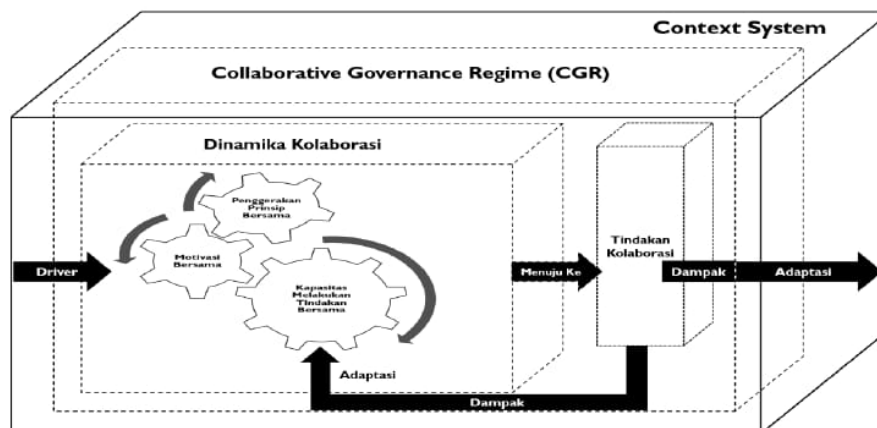 Context System
Collaborative Governance Regime (CGR)
Dinamika Kolaborasi
Penggerakan
Prinsip
Bersama
Motivasi
Bersama
Kapasitas
Melakukan
Tindakan
Bersama
Driver
Menuju Ke
Tindakan
Kolaborasi
Dampak
Adaptasi
Adaptasi
Dampak